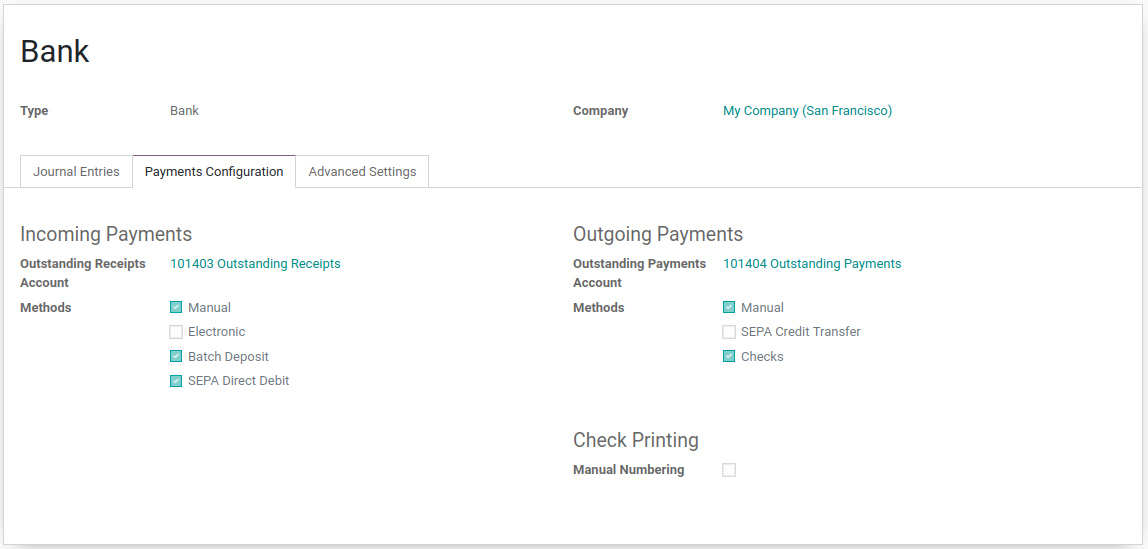 Bank
Type Bank Company My Company (San Francisco)
Journal Entries Payments Configuration Advanced Settings
Incoming Payments Outgoing Payments
Outstanding Receipts 101403 Outstanding Receipts Outstanding Payments 101404 Outstanding Payments
Account Account
Methods Manual Methods Manual
Electronic SEPA Credit Transfer
Batch Deposit Checks
SEPA Direct Debit
Check Printing
Manual Numbering